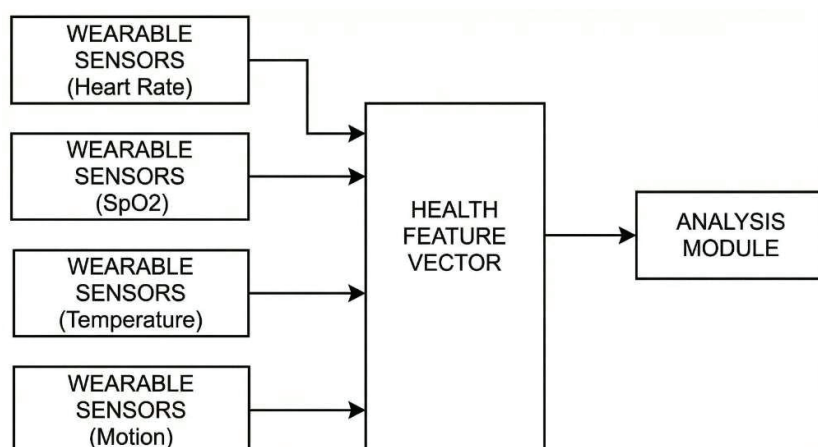 WEARABLE
SENSORS
(Heart Rate)
WEARABLE
SENSORS
(SpO2)
WEARABLE
SENSORS
(Temperature)
WEARABLE
SENSORS
(Motion)
HEALTH
FEATURE
VECTOR
ANALYSIS
MODULE